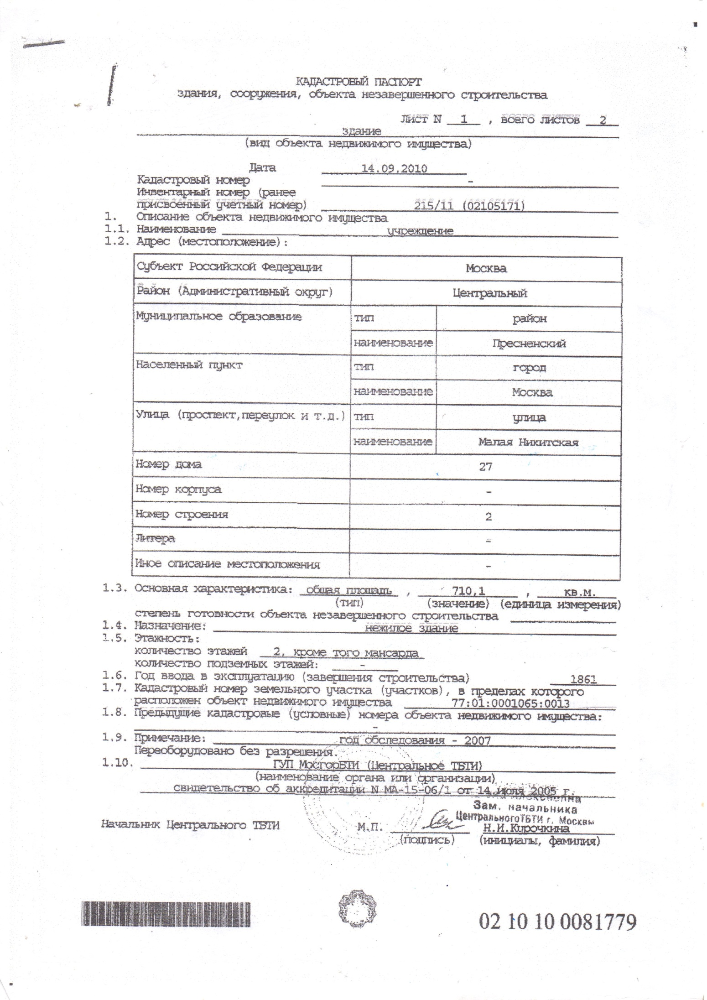 КАДАСТРОВЫЙ ПАСПОРТ
здания, сооружения, объекта незавершенного строительства
Лист N 1 , всего листов 2
здание
(вид объекта недвижимого имущества)
Дата 14.09.2010
Кадастровый номер -
Инвентарный номер (ранее
присвоенный учетный номер) 215/11 (02105171)
1. Описание объекта недвижимого имущества
1.1. Наименование учреждение
1.2. Адрес (местоположение):
Субъект Российской Федерации Москва
Район (Административный округ) Центральный
Муниципальное образование тип район
наименование Пресненский
Населенный пункт тип город
наименование Москва
Улица (проспект,переулок и т.д.) тип улица
наименование Малая Никитская
Номер дома 27
Номер корпуса -
Номер строения 2
Литера -
Иное описание местоположения -
1.3. Основная характеристика: общая площадь , 710,1 , кв.м.
(тип) (значение) (единица измерения)
степень готовности объекта незавершенного строительства
1.4. Назначение: нежилое здание
1.5. Этажность:
количество этажей 2, кроме того мансарда
количество подземных этажей: -
1.6. Год ввода в эксплуатацию (завершения строительства) 1861
1.7. Кадастровый номер земельного участка (участков), в пределах которого
расположен объект недвижимого имущества 77:01:0001065:0013
1.8. Предыдущие кадастровые (условные) номера объекта недвижимого имущества:
-
1.9. Примечание: год обследования - 2007
Переоборудовано без разрешения.
1.10. ГУП МосгорБТИ (Центральное ТБТИ)
(наименование органа или организации)
свидетельство об аккредитации N МА-15-06/1 от 14 июля 2005 г.
Зам. начальника
ЦентральногоТБТИ г. Москвы
Начальник Центрального ТБТИ М.П. Н.И.Курочкина
(подпись) (инициалы, фамилия)
02 10 10 0081779